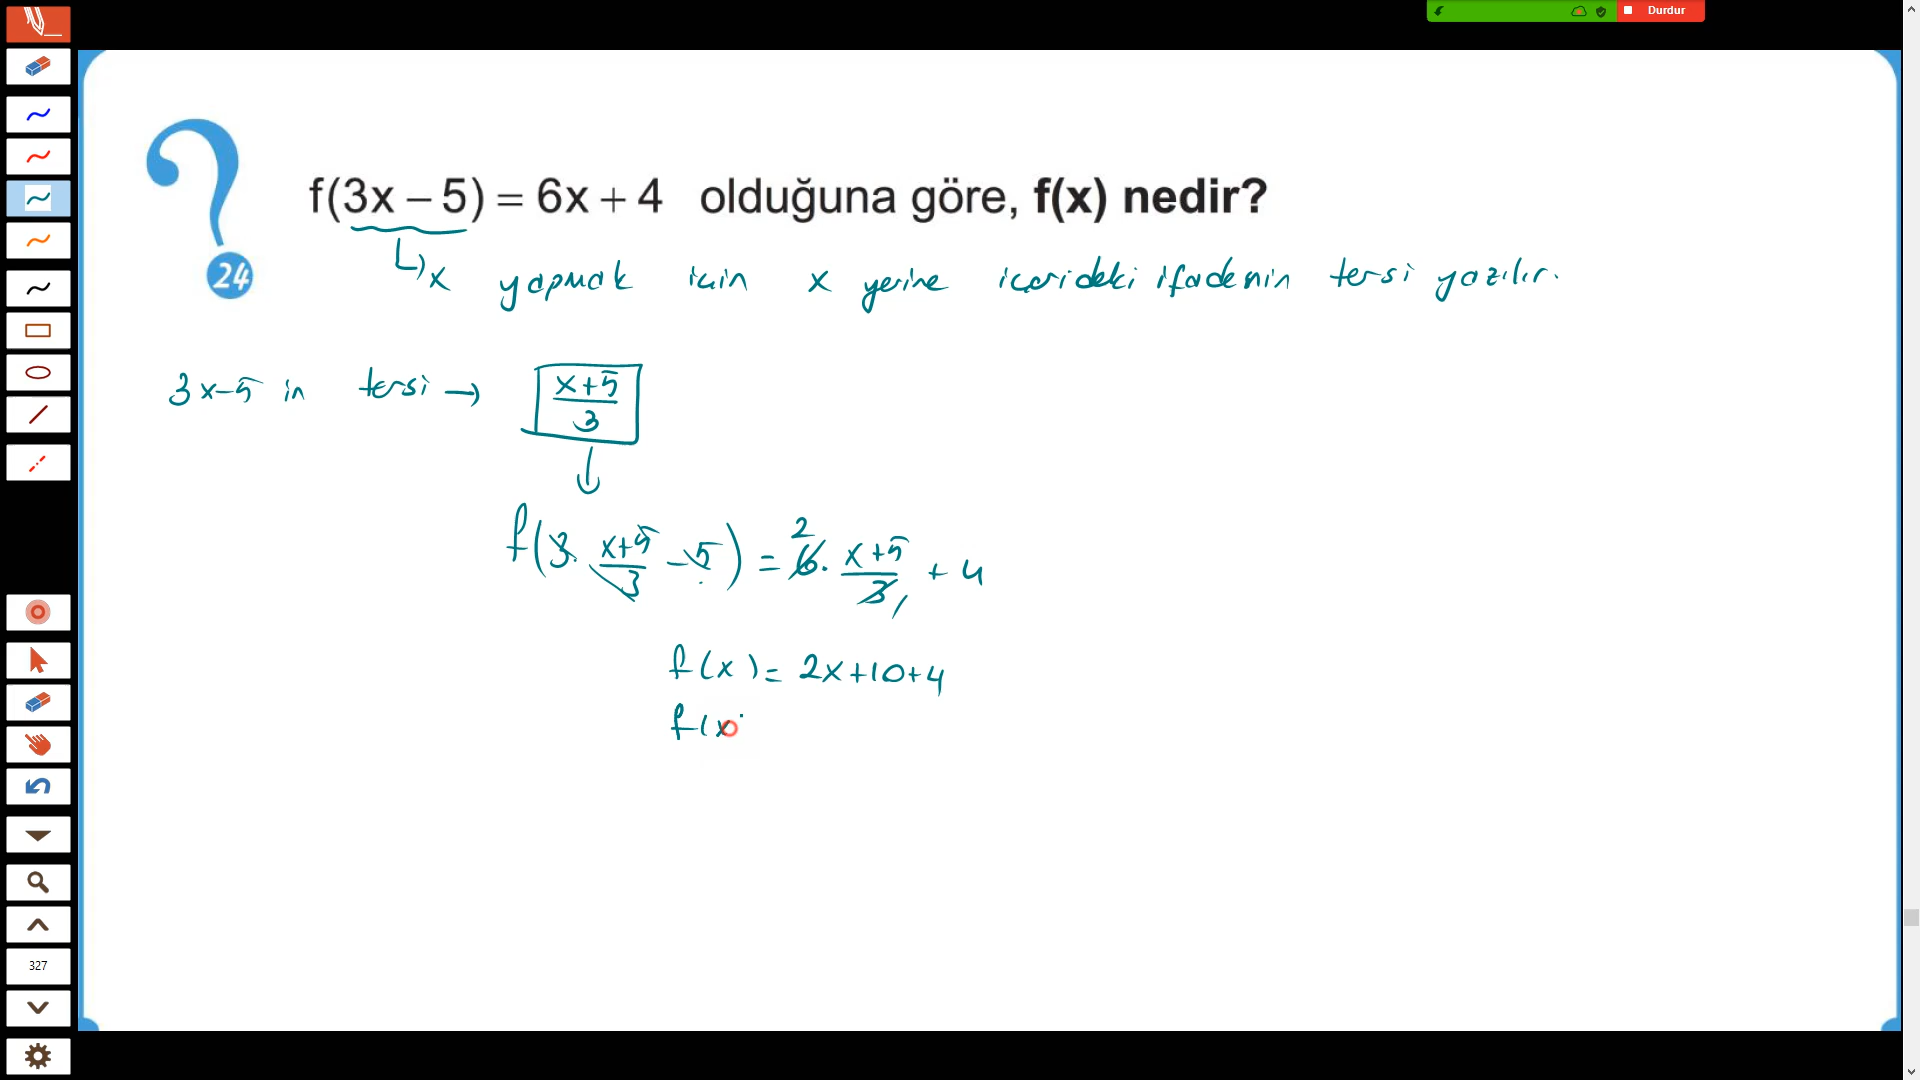 Durdur
f(3x – 5) = 6x + 4 olduğuna göre, f(x) nedir?
24
x yapmak için x yerine içerideki ifadenin tersi yazılır.
3x-5 in tersi → x+5/3
f(3. x+5/3 - 5) = 6. x+5/3 + 4
2
1
f(x) = 2x+10+4
f(x
327